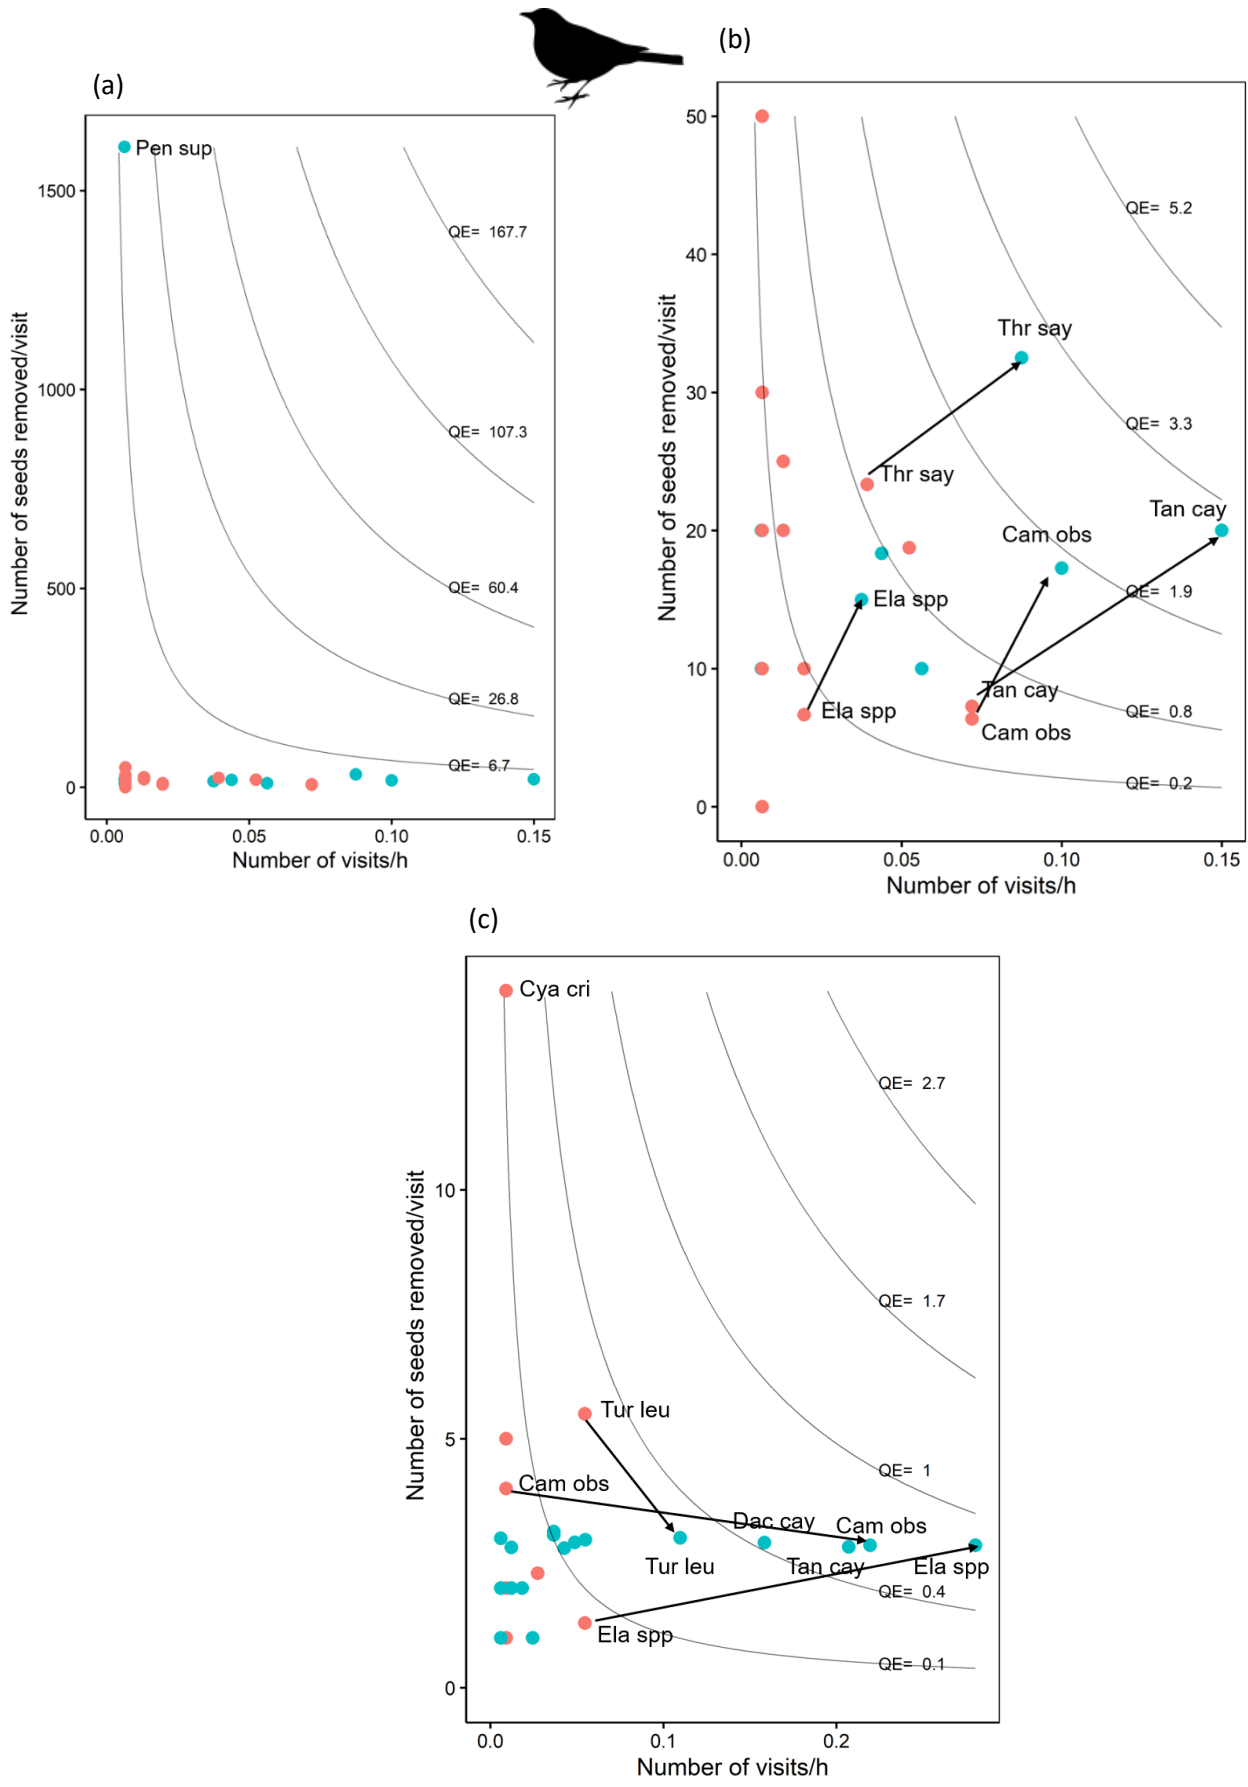 (a)
Pen sup
QE= 167.7
QE= 107.3
QE= 60.4
QE= 26.8
QE= 6.7
1500
1000
500
0
0.00
0.05
0.10
0.15
Number of visits/h
Number of seeds removed/visit
(b)
QE= 5.2
QE= 3.3
QE= 1.9
QE= 0.8
QE= 0.2
Thr say
Thr say
Tan cay
Cam obs
Ela spp
Ela spp
Tan cay
Cam obs
50
40
30
20
10
0
0.00
0.05
0.10
0.15
Number of visits/h
Number of seeds removed/visit
(c)
Cya cri
QE= 2.7
QE= 1.7
QE= 1
QE= 0.4
QE= 0.1
Tur leu
Cam obs
Dac cay
Cam obs
Tur leu
Tan cay
Ela spp
Ela spp
10
5
0
0.0
0.1
0.2
Number of visits/h
Number of seeds removed/visit